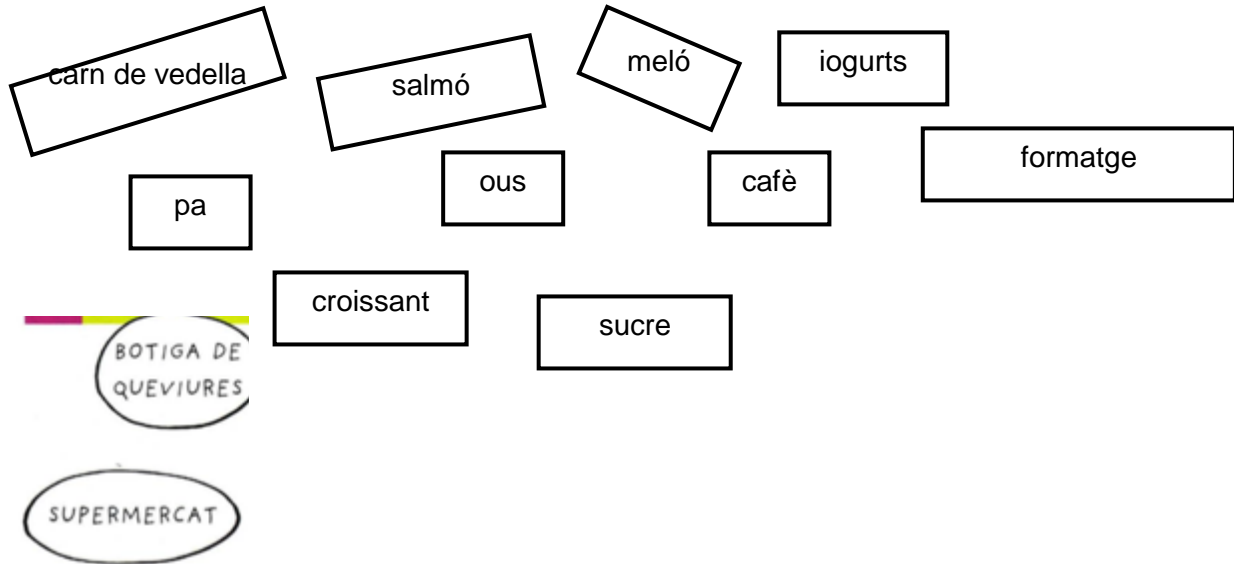 carn de vedella
salmó
meló
iogurts
formatge
pa
ous
cafè
croissant
sucre
BOTIGA DE
QUEVIURES
SUPERMERCAT